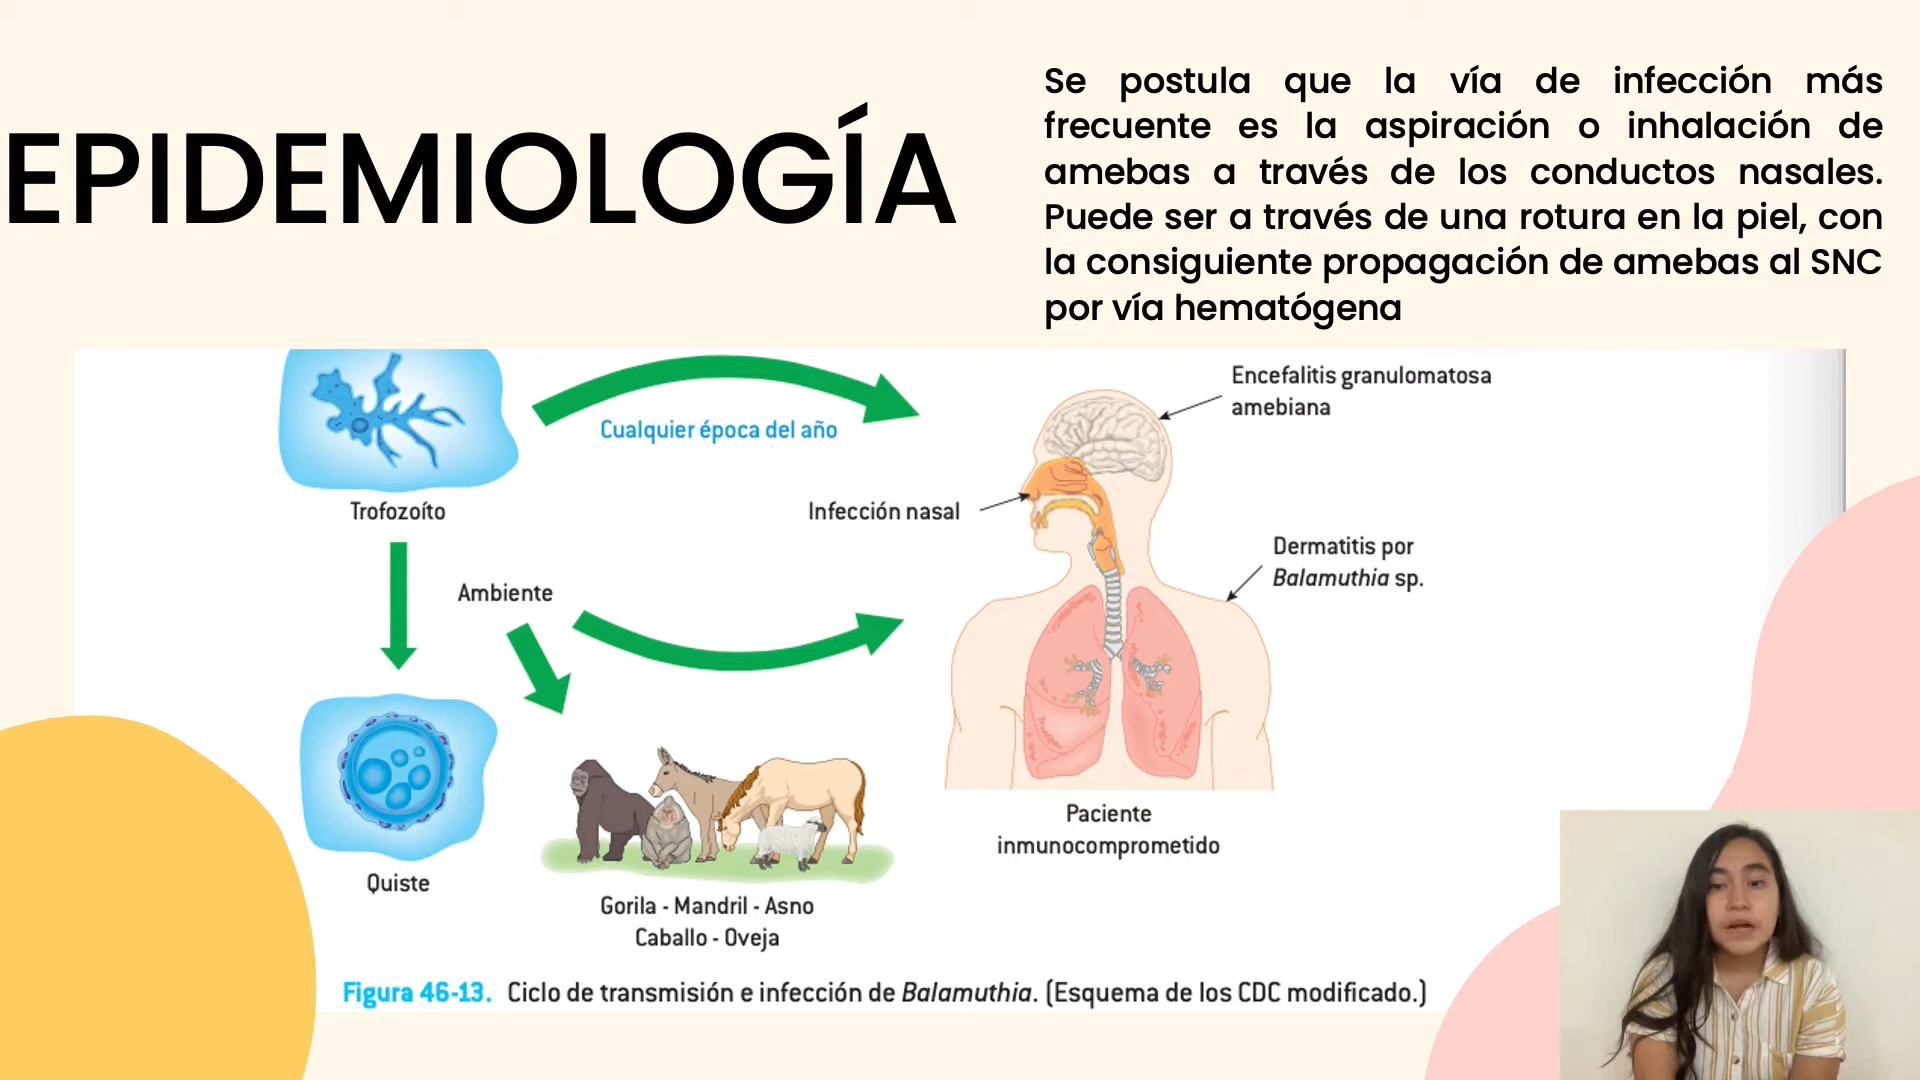 EPIDEMIOLOGÍA
Se postula que la vía de infección más
frecuente es la aspiración o inhalación de
amebas a través de los conductos nasales.
Puede ser a través de una rotura en la piel, con
la consiguiente propagación de amebas al SNC
por vía hematógena
Cualquier época del año
Encefalitis granulomatosa
amebiana
Trofozoíto
Infección nasal
Dermatitis por
Balamuthia sp.
Ambiente
Paciente
inmunocomprometido
Quiste
Gorila - Mandril - Asno
Caballo - Oveja
Figura 46-13. Ciclo de transmisión e infección de Balamuthia. (Esquema de los CDC modificado.)